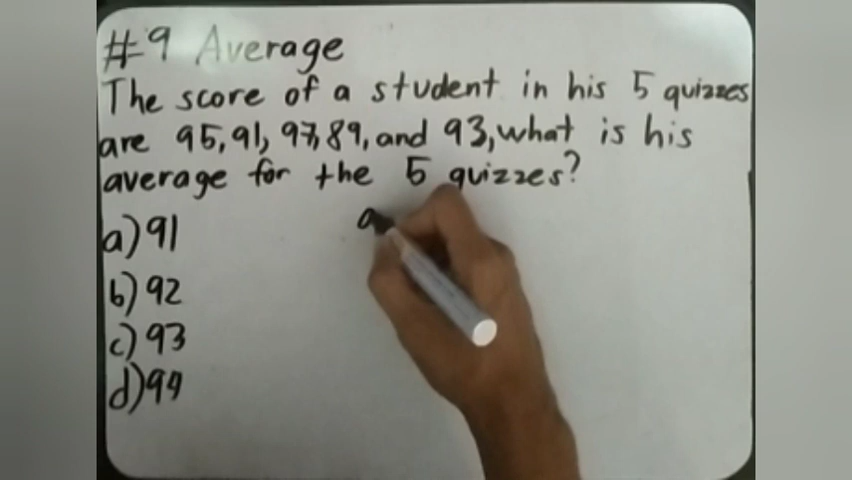 #9 Average
The score of a student in his 5 quizzes
are 95, 91, 97, 89, and 93, what is his
average for the 5 quizzes?
a) 91
b) 92
c) 93
d) 94
a